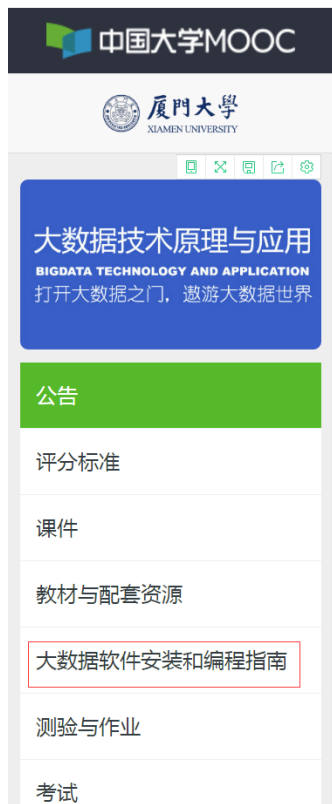 中国大学MOOC
厦門大學
XIAMEN UNIVERSITY
大数据技术原理与应用
BIGDATA TECHNOLOGY AND APPLICATION
打开大数据之门，遨游大数据世界
公告
评分标准
课件
教材与配套资源
大数据软件安装和编程指南
测验与作业
考试